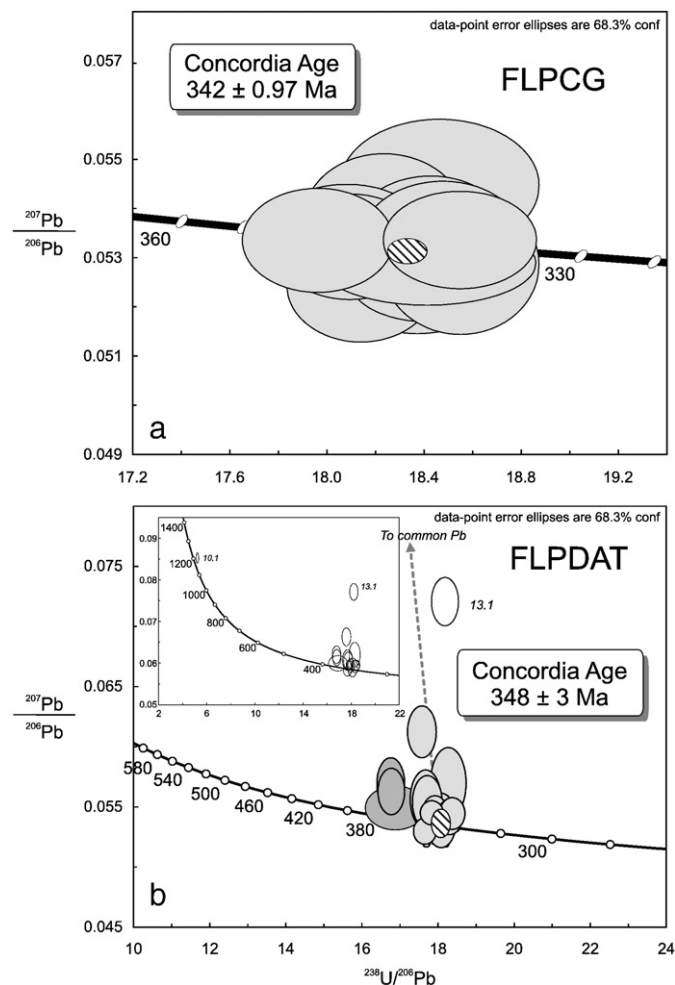 data-point error ellipses are 68.3% conf
0.057
Concordia Age
342 ± 0.97 Ma
FLPCG
0.055
207Pb
206Pb
360
0.053
330
0.051
a
0.049
17.2 17.6 18.0 18.4 18.8 19.2
data-point error ellipses are 68.3% conf
To common Pb
FLPDAT
1400
0.09
1200
10.1
0.075
0.08
1000
13.1
13.1
800
0.07
600
0.06
400
0.05
2 6 10 14 18 22
Concordia Age
348 ± 3 Ma
0.065
207Pb
206Pb
580
540
500
460
420
380
300
0.055
b
0.045
10 12 14 16 18 20 22 24
238U/206Pb